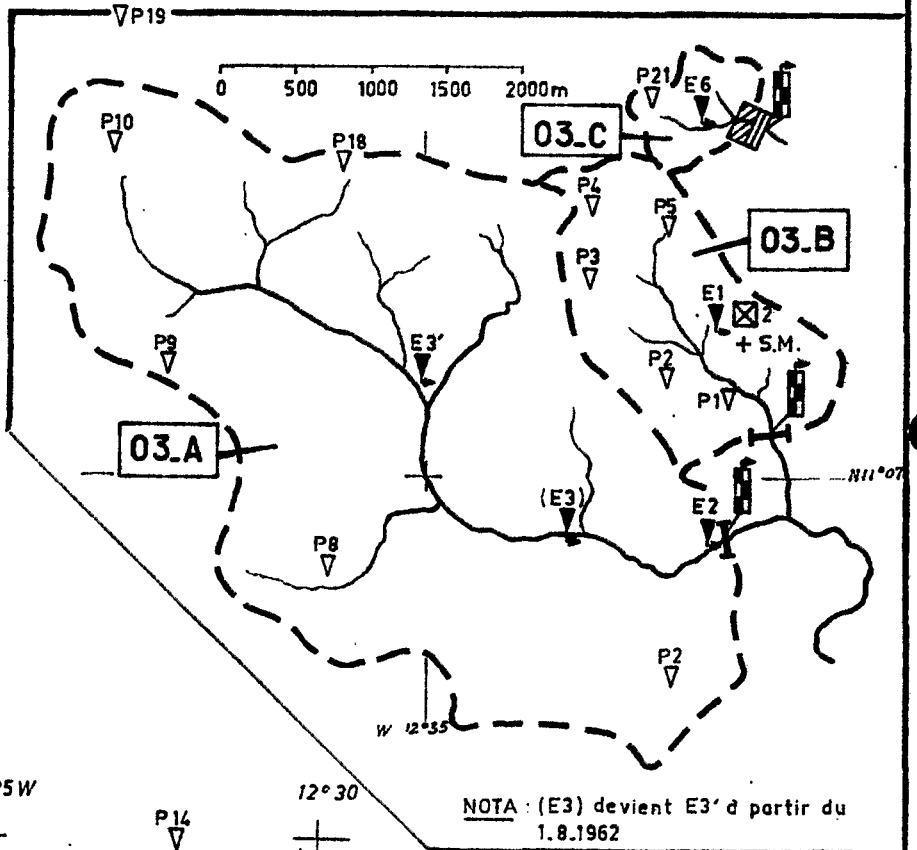 P19
0 500 1000 1500 2000m
P21
E6
P10
03_C
P18
P4
P5
03_B
P3
E1
2
+ S.M.
E3'
P9
P2
P1
03_A
N11°07
(E3)
E2
P8
P2
W 12°35
5W
12°30
P14
NOTA : (E3) devient E3' à partir du
1.8.1962